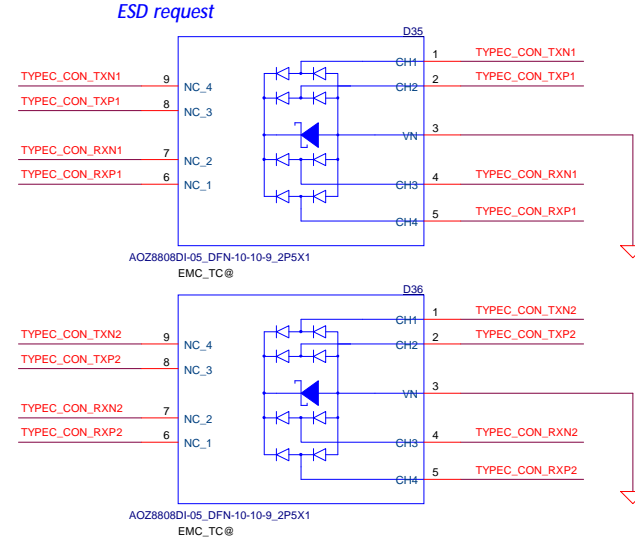 ESD request
D35
TYPEC_CON_TXN1 9 NC_4 CH1 1 TYPEC_CON_TXN1
TYPEC_CON_TXP1 8 NC_3 CH2 2 TYPEC_CON_TXP1
VN 3
TYPEC_CON_RXN1 7 NC_2 CH3 4 TYPEC_CON_RXN1
TYPEC_CON_RXP1 6 NC_1 CH4 5 TYPEC_CON_RXP1
AOZ8808DI-05_DFN-10-10-9_2P5X1
EMC_TC@
D36
TYPEC_CON_TXN2 9 NC_4 CH1 1 TYPEC_CON_TXN2
TYPEC_CON_TXP2 8 NC_3 CH2 2 TYPEC_CON_TXP2
VN 3
TYPEC_CON_RXN2 7 NC_2 CH3 4 TYPEC_CON_RXN2
TYPEC_CON_RXP2 6 NC_1 CH4 5 TYPEC_CON_RXP2
AOZ8808DI-05_DFN-10-10-9_2P5X1
EMC_TC@